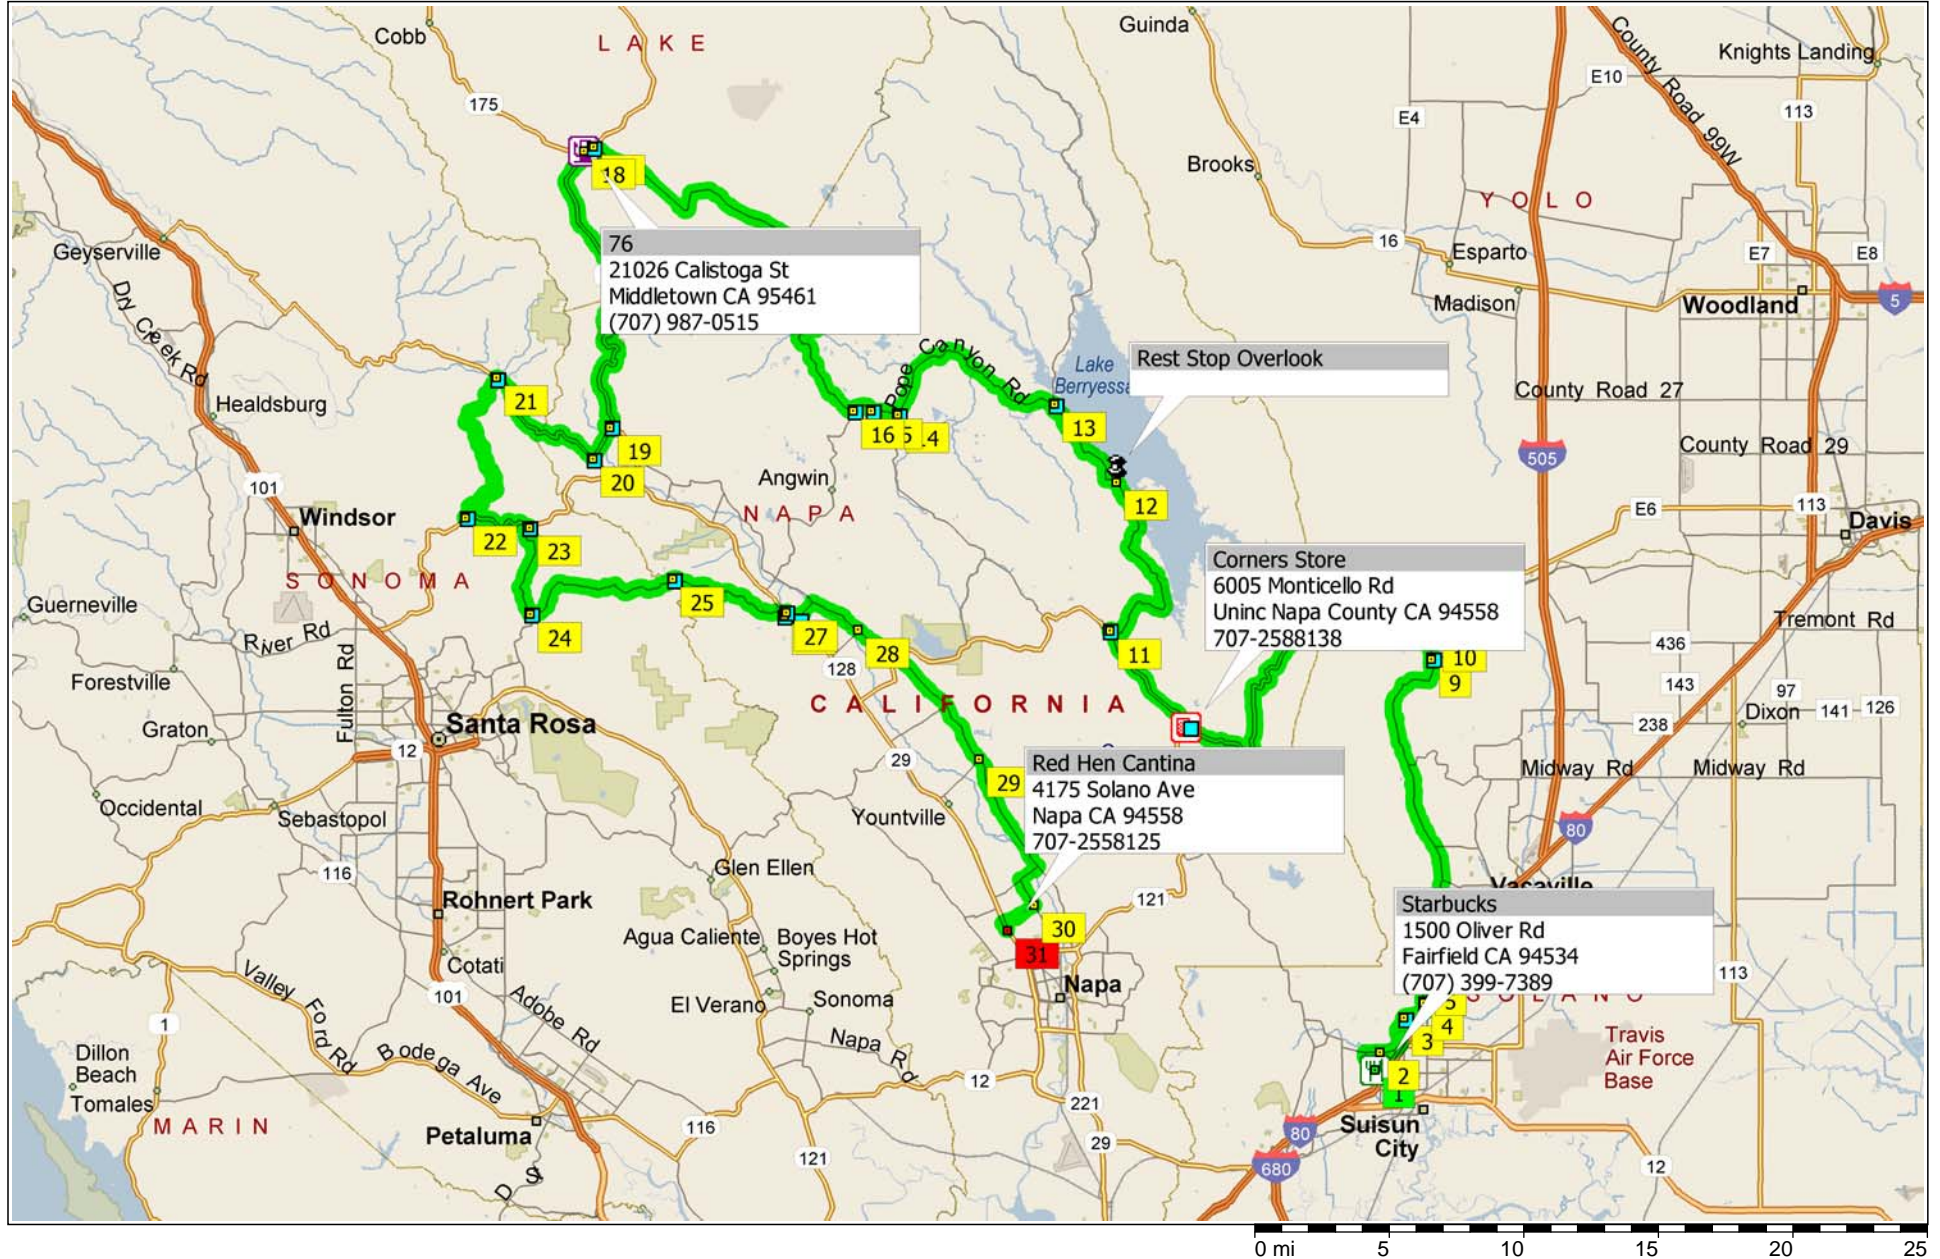 Cobb
LAKE
Guinda
County Road 99W
Knights Landing
E10
175
E4
113
18
Brooks
YOLO
Geyserville
76
21026 Calistoga St
Middletown CA 95461
(707) 987-0515
16
Esparto
E7
E8
Madison
Woodland
5
Dry Creek Rd
Pope Canyon Rd
Lake
Berryessa
Rest Stop Overlook
County Road 27
Healdsburg
21
16
14
13
19
20
County Road 29
505
Angwin
101
12
Windsor
NAPA
E6
113
Davis
22
23
SONOMA
Corners Store
6005 Monticello Rd
Uninc Napa County CA 94558
707-2588138
25
Guerneville
Tremont Rd
River Rd
24
27
28
11
436
10
9
128
Forestville
Fulton Rd
CALIFORNIA
143
97
Dixon
141
126
Graton
Santa Rosa
12
238
29
Red Hen Cantina
4175 Solano Ave
Napa CA 94558
707-2558125
29
Midway Rd
Midway Rd
Occidental
Sebastopol
Yountville
80
116
Glen Ellen
Vacaville
Rohnert Park
121
Starbucks
1500 Oliver Rd
Fairfield CA 94534
(707) 399-7389
30
31
Agua Caliente
Boyes Hot
Springs
Cotati
Valley Ford Rd
101
Adobe Rd
El Verano
Sonoma
Napa
113
SOLANO
5
4
3
1
Napa Rd
Travis
Air Force
Base
Dillon
Beach
Bodega Ave
Tomales
12
2
1
221
MARIN
Petaluma
116
121
29
80
Suisun
City
680
12
D St
0 mi
5
10
15
20
25